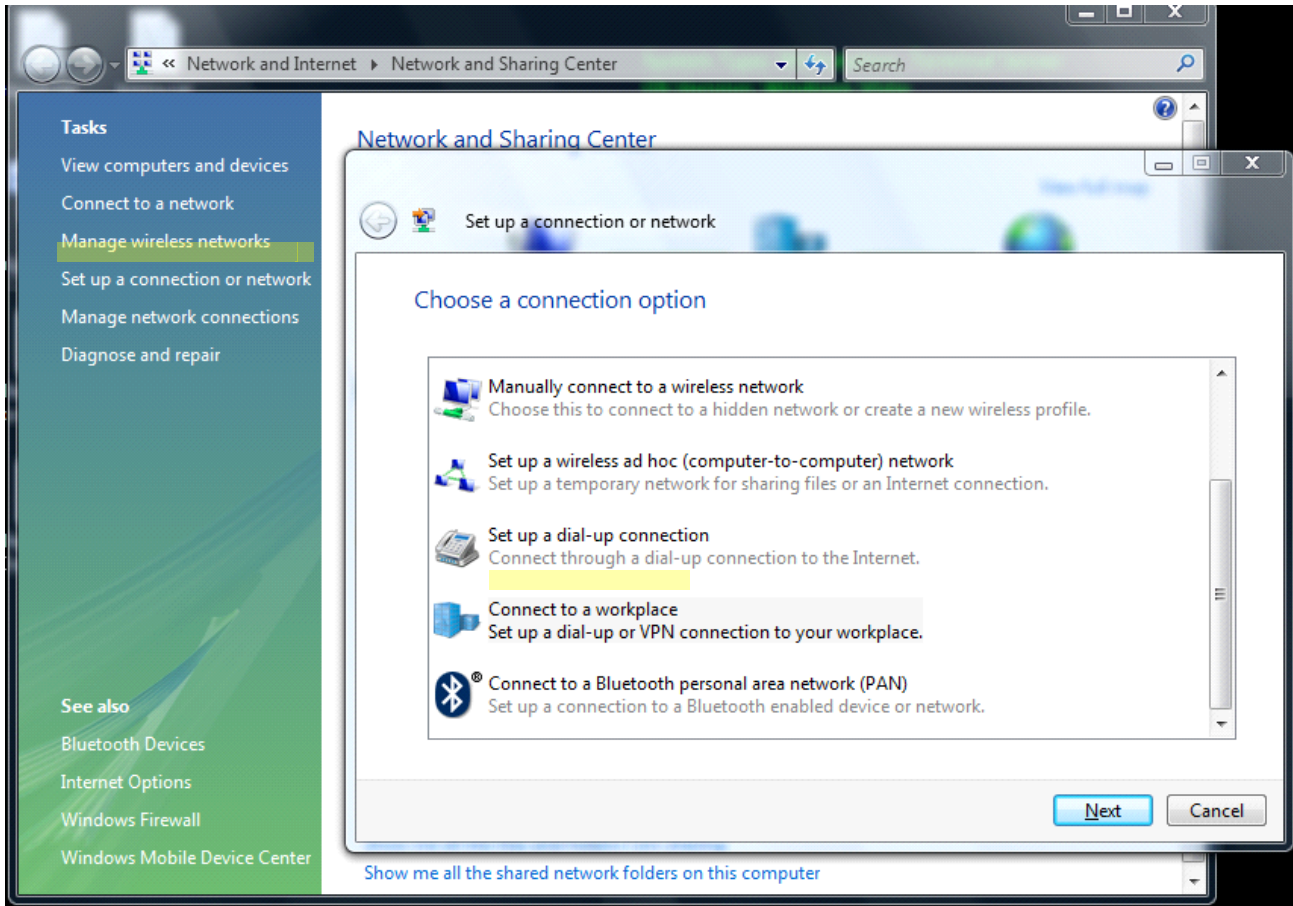 « Network and Internet Network and Sharing Center
Search
Tasks
View computers and devices
Connect to a network
Manage wireless networks
Set up a connection or network
Manage network connections
Diagnose and repair
See also
Bluetooth Devices
Internet Options
Windows Firewall
Windows Mobile Device Center
Network and Sharing Center
View full map
Set up a connection or network
Choose a connection option
Manually connect to a wireless network
Choose this to connect to a hidden network or create a new wireless profile.
Set up a wireless ad hoc (computer-to-computer) network
Set up a temporary network for sharing files or an Internet connection.
Set up a dial-up connection
Connect through a dial-up connection to the Internet.
Connect to a workplace
Set up a dial-up or VPN connection to your workplace.
®
Connect to a Bluetooth personal area network (PAN)
Set up a connection to a Bluetooth enabled device or network.
Next
Cancel
Show me all the shared network folders on this computer